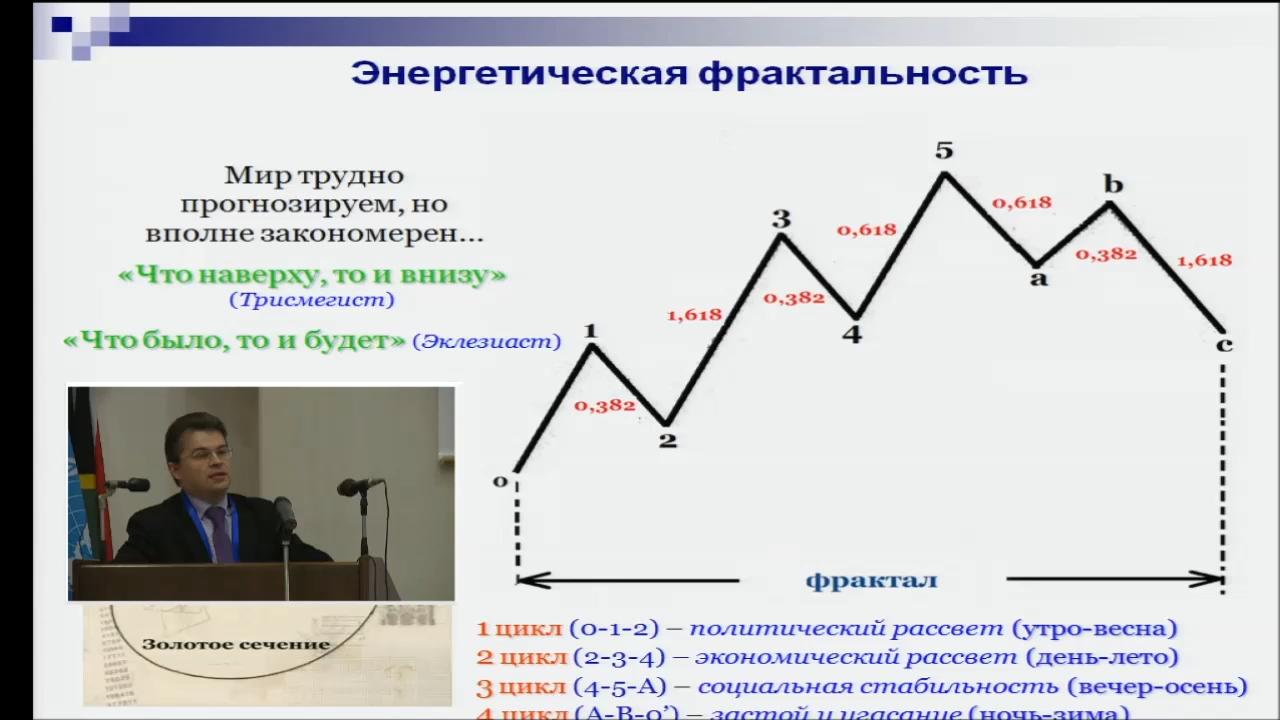 Энергетическая фрактальность
Мир трудно
прогнозируем, но
вполне закономерен...
«Что наверху, то и внизу»
(Трисмегист)
«Что было, то и будет» (Эклезиаст)
5
b
3
0,618
0,618
1,618
0,382
a
0,382
1,618
1
4
c
0,382
2
0
фрактал
Золотое сечение
1 цикл (0-1-2) – политический рассвет (утро-весна)
2 цикл (2-3-4) – экономический рассвет (день-лето)
3 цикл (4-5-А) – социальная стабильность (вечер-осень)
4 цикл (А-В-0’) – застой и угасание (ночь-зима)